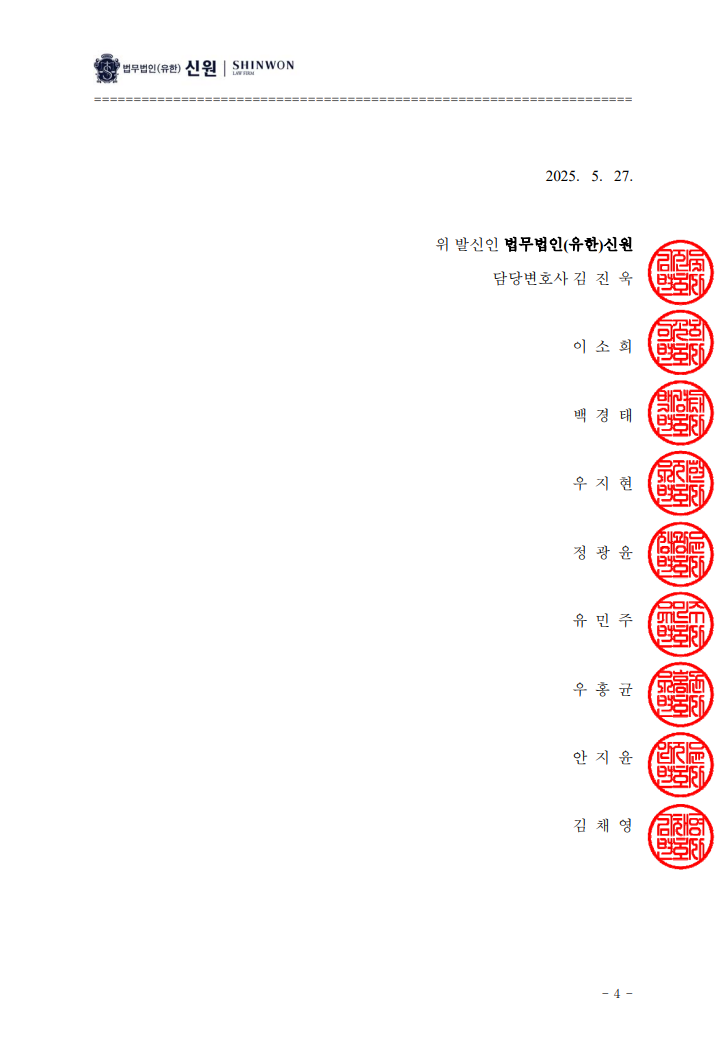 법무법인(유한) 신원 | SHINWON
LAW FIRM
====================================================================
2025. 5. 27.
위 발신인 법무법인(유한)신원
담당변호사 김 진 욱
이 소 희
백 경 태
우 지 현
정 광 윤
유 민 주
우 홍 균
안 지 윤
김 채 영
- 4 -